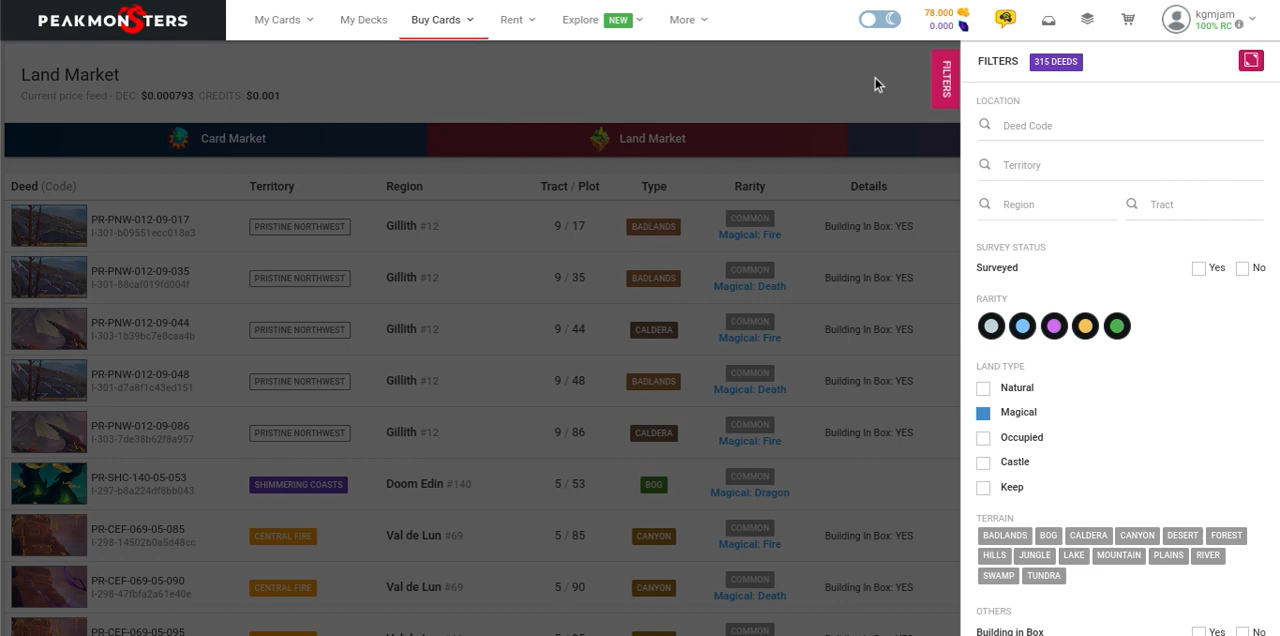 PEAKMONSTERS
My Cards
My Decks
Buy Cards
Rent
Explore NEW
More
78.000
0.000
kgmjam
100% RC
Land Market
Current price feed - DEC: $0.000793, CREDITS: $0.001
Card Market
Land Market
Deed (Code) Territory Region Tract / Plot Type Rarity Details
PR-PNW-012-09-017
l-301-b09551ecc018a3
PRISTINE NORTHWEST Gillith #12 9 / 17 BADLANDS COMMON
Magical: Fire
Building In Box: YES
PR-PNW-012-09-035
l-301-88caf019fd004f
PRISTINE NORTHWEST Gillith #12 9 / 35 BADLANDS COMMON
Magical: Death
Building In Box: YES
PR-PNW-012-09-044
l-303-1b39bc7e8caa4b
PRISTINE NORTHWEST Gillith #12 9 / 44 CALDERA COMMON
Magical: Fire
Building In Box: YES
PR-PNW-012-09-048
l-301-d7a8f1c43ed151
PRISTINE NORTHWEST Gillith #12 9 / 48 BADLANDS COMMON
Magical: Death
Building In Box: YES
PR-PNW-012-09-086
l-303-7de38b62f8a957
PRISTINE NORTHWEST Gillith #12 9 / 86 CALDERA COMMON
Magical: Fire
Building In Box: YES
PR-SHC-140-05-053
l-297-b8a224df8bb043
SHIMMERING COASTS Doom Edin #140 5 / 53 BOG COMMON
Magical: Dragon
PR-CEF-069-05-085
l-298-14502b0a5d48cc
CENTRAL FIRE Val de Lun #69 5 / 85 CANYON COMMON
Magical: Fire
Building In Box: YES
PR-CEF-069-05-090
l-298-47fbfa2a61e40e
CENTRAL FIRE Val de Lun #69 5 / 90 CANYON COMMON
Magical: Death
Building In Box: YES
PR-CEF-069-05-095
COMMON
FILTERS
FILTERS 315 DEEDS
LOCATION
Deed Code
Territory
Region Tract
SURVEY STATUS
Surveyed Yes No
RARITY
LAND TYPE
Natural
Magical
Occupied
Castle
Keep
TERRAIN
BADLANDS BOG CALDERA CANYON DESERT FOREST
HILLS JUNGLE LAKE MOUNTAIN PLAINS RIVER
SWAMP TUNDRA
OTHERS
Building in Box Yes No